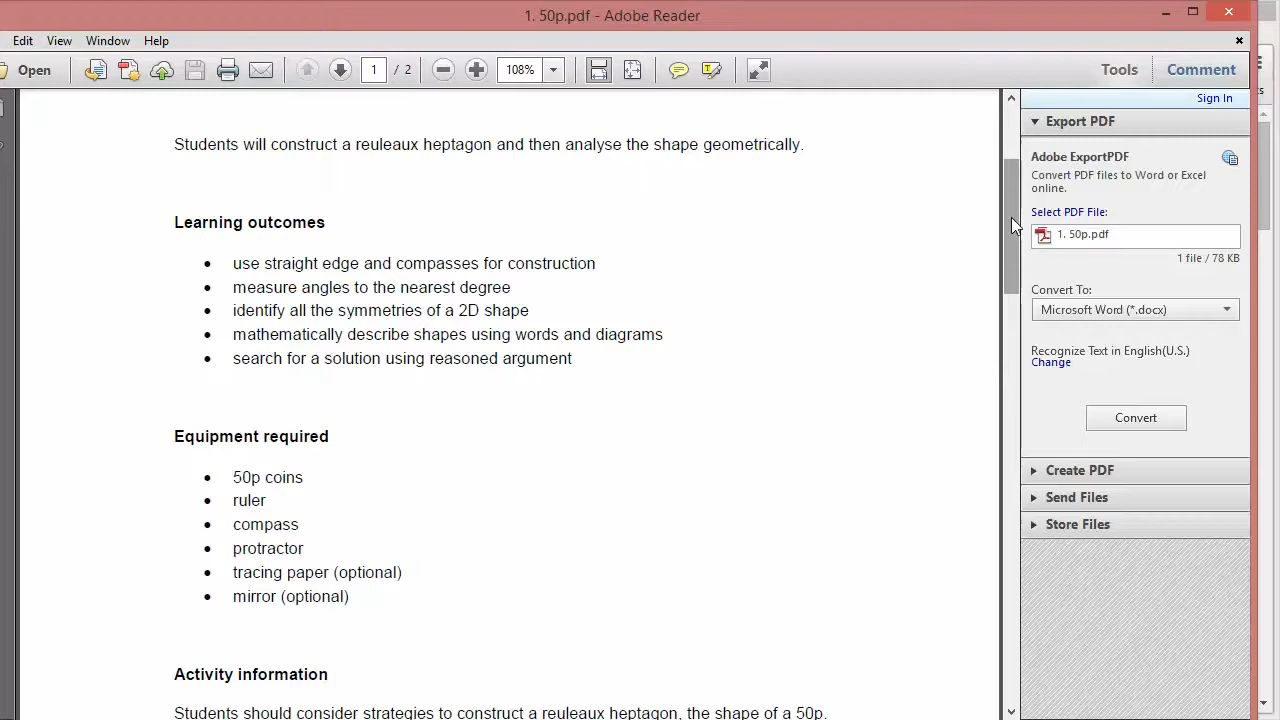 1. 50p.pdf - Adobe Reader
Edit View Window Help
Open 1 / 2 108% Tools Comment
Sign In
Export PDF
Adobe ExportPDF
Convert PDF files to Word or Excel
online.
Select PDF File:
1. 50p.pdf
1 file / 78 KB
Convert To:
Microsoft Word (*.docx)
Recognize Text in English(U.S.)
Change
Convert
Create PDF
Send Files
Store Files
Students will construct a reuleaux heptagon and then analyse the shape geometrically.
Learning outcomes
• use straight edge and compasses for construction
• measure angles to the nearest degree
• identify all the symmetries of a 2D shape
• mathematically describe shapes using words and diagrams
• search for a solution using reasoned argument
Equipment required
• 50p coins
• ruler
• compass
• protractor
• tracing paper (optional)
• mirror (optional)
Activity information
Students should consider strategies to construct a reuleaux heptagon, the shape of a 50p.